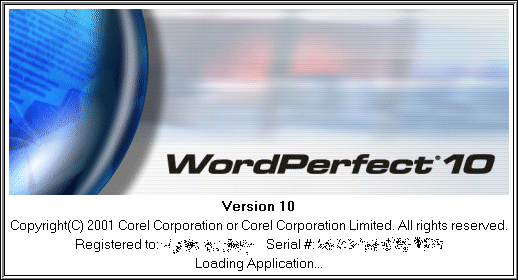 WordPerfect® 10
Version 10
Copyright(C) 2001 Corel Corporation or Corel Corporation Limited. All rights reserved.
Registered to: Serial #:
Loading Application...